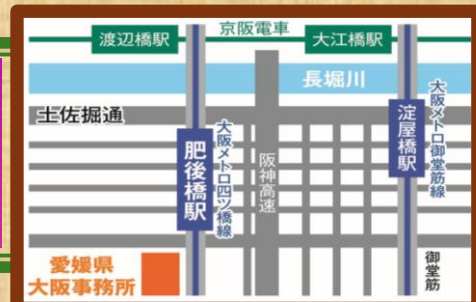 京阪電車
渡辺橋駅
大江橋駅
長堀川
土佐掘通
肥後橋駅
大阪メトロ四ツ橋線
阪神高速
淀屋橋駅
大阪メトロ御堂筋線
御堂筋
愛媛県
大阪事務所